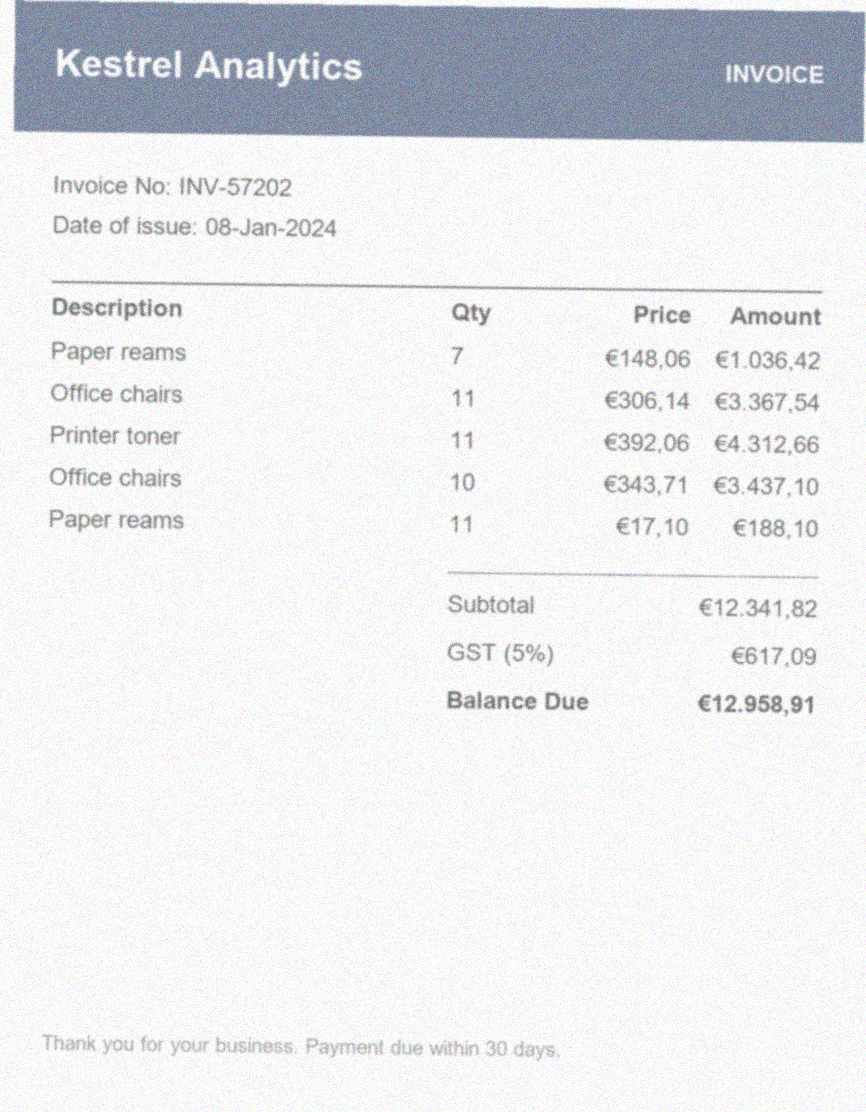 Kestrel Analytics INVOICE
Invoice No: INV-57202
Date of issue: 08-Jan-2024
Description Qty Price Amount
Paper reams 7 €148,06 €1.036,42
Office chairs 11 €306,14 €3.367,54
Printer toner 11 €392,06 €4.312,66
Office chairs 10 €343,71 €3.437,10
Paper reams 11 €17,10 €188,10
Subtotal €12.341,82
GST (5%) €617,09
Balance Due €12.958,91
Thank you for your business. Payment due within 30 days.